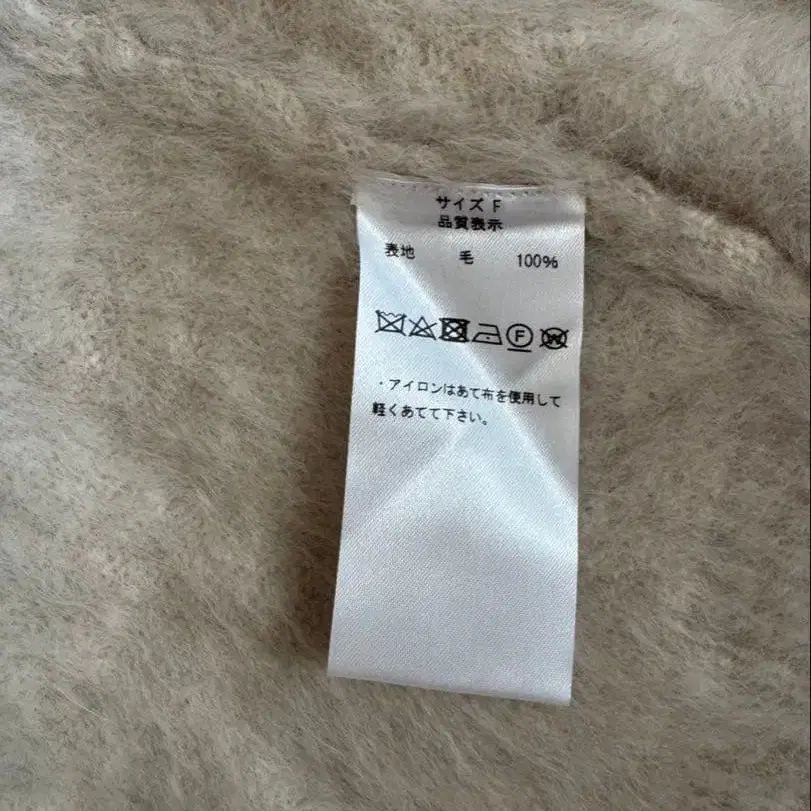 サイズ F
品質表示
表地 毛 100%
F W
・アイロンはあて布を使用して
軽くあてて下さい。